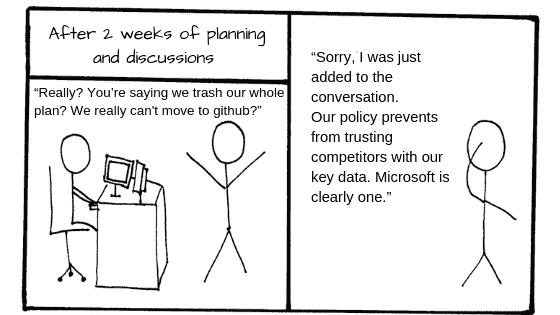 After 2 weeks of planning
and discussions
“Really? You're saying we trash our whole
plan? We really can't move to github?”
“Sorry, I was just
added to the
conversation.
Our policy prevents
from trusting
competitors with our
key data. Microsoft is
clearly one.”